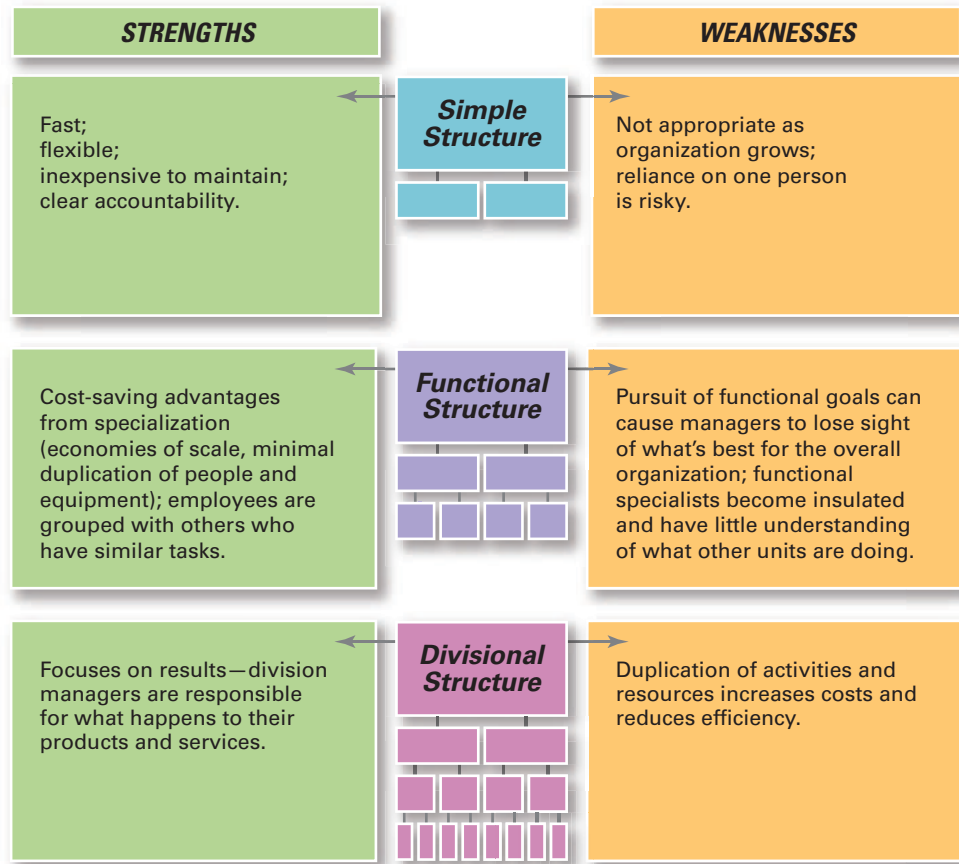 STRENGTHS
WEAKNESSES
Fast;
flexible;
inexpensive to maintain;
clear accountability.
Simple
Structure
Not appropriate as
organization grows;
reliance on one person
is risky.
Cost-saving advantages
from specialization
(economies of scale, minimal
duplication of people and
equipment); employees are
grouped with others who
have similar tasks.
Functional
Structure
Pursuit of functional goals can
cause managers to lose sight
of what’s best for the overall
organization; functional
specialists become insulated
and have little understanding
of what other units are doing.
Focuses on results—division
managers are responsible
for what happens to their
products and services.
Divisional
Structure
Duplication of activities and
resources increases costs and
reduces efficiency.